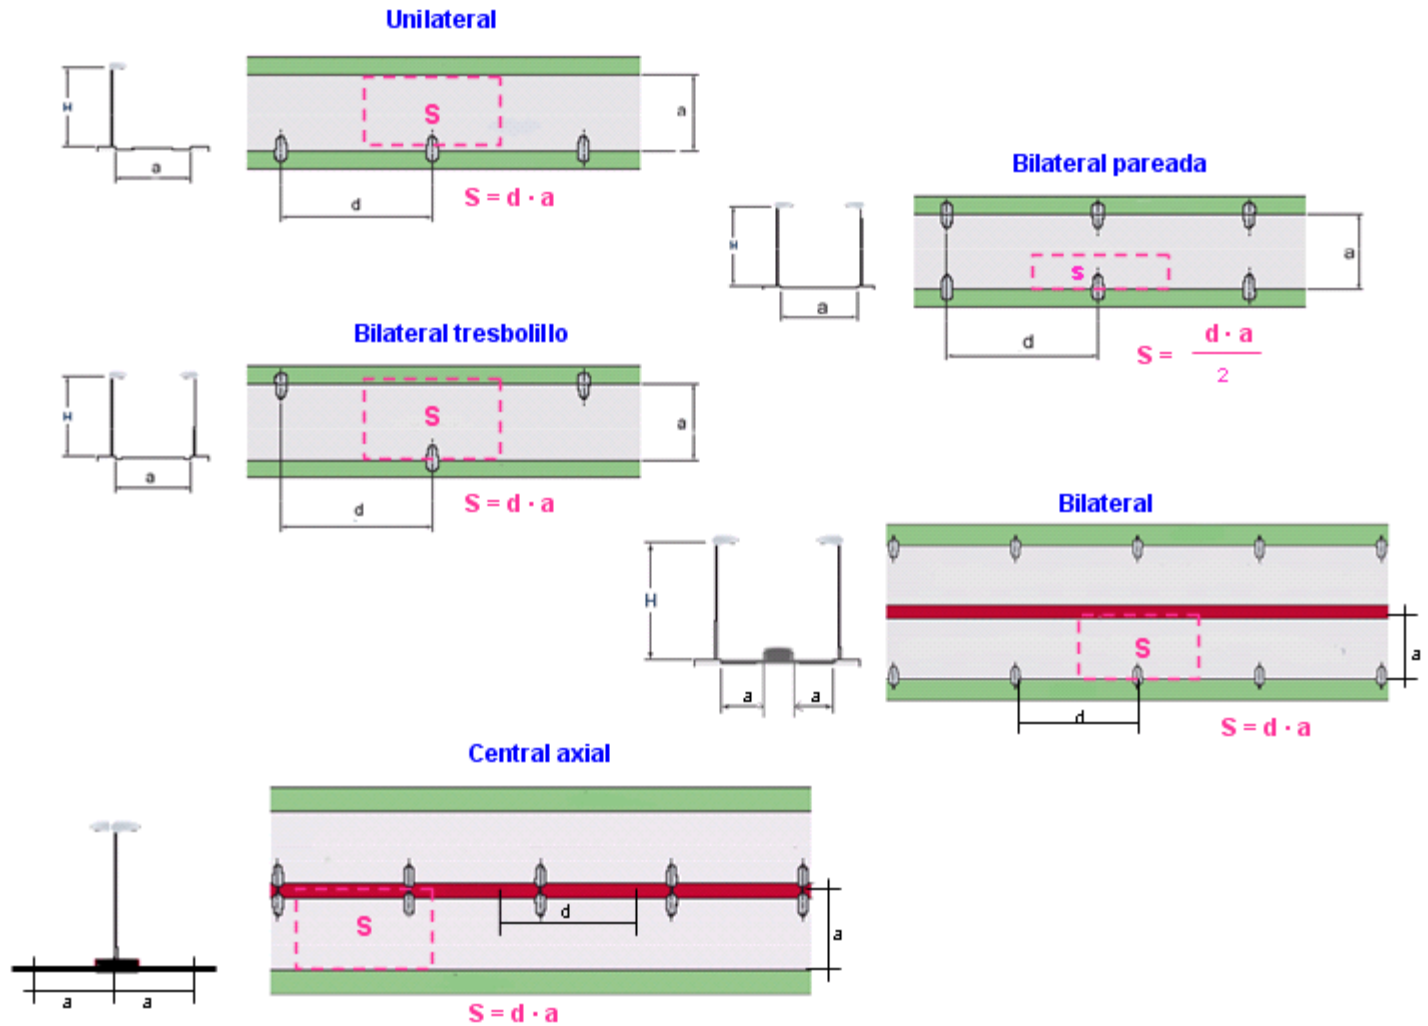 Unilateral
H
a
S
a
d
S = d · a
Bilateral pareada
H
a
s
a
d
S = d · a
2
Bilateral tresbolillo
H
a
S
a
d
S = d · a
Bilateral
H
a
a
S
a
d
S = d · a
Central axial
a
a
S
d
a
S = d · a